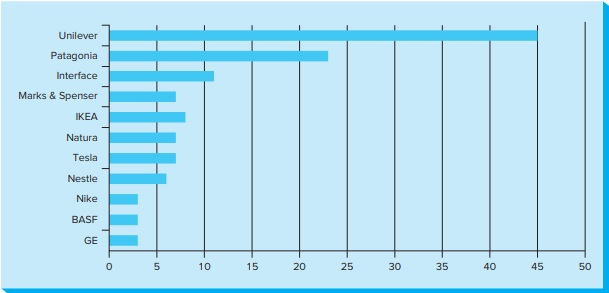 Unilever
Patagonia
Interface
Marks & Spenser
IKEA
Natura
Tesla
Nestle
Nike
BASF
GE
0 5 10 15 20 25 30 35 40 45 50